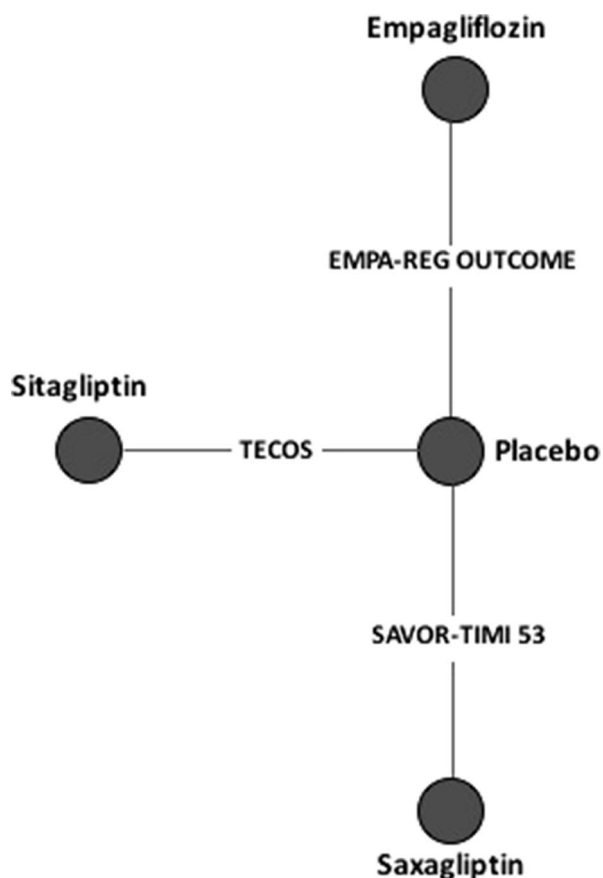 Empagliflozin
EMPA-REG OUTCOME
Sitagliptin
TECOS
Placebo
SAVOR-TIMI 53
Saxagliptin